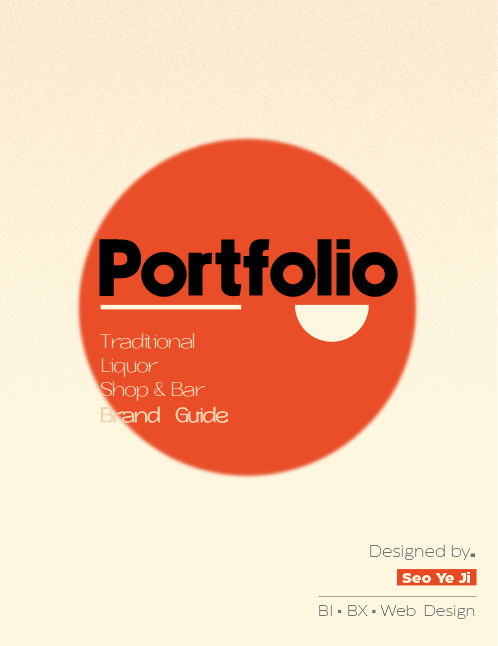 Portfolio
Traditional
Liquor
Shop & Bar
Brand Guide
Designed by.
Seo Ye Ji
BI • BX • Web Design